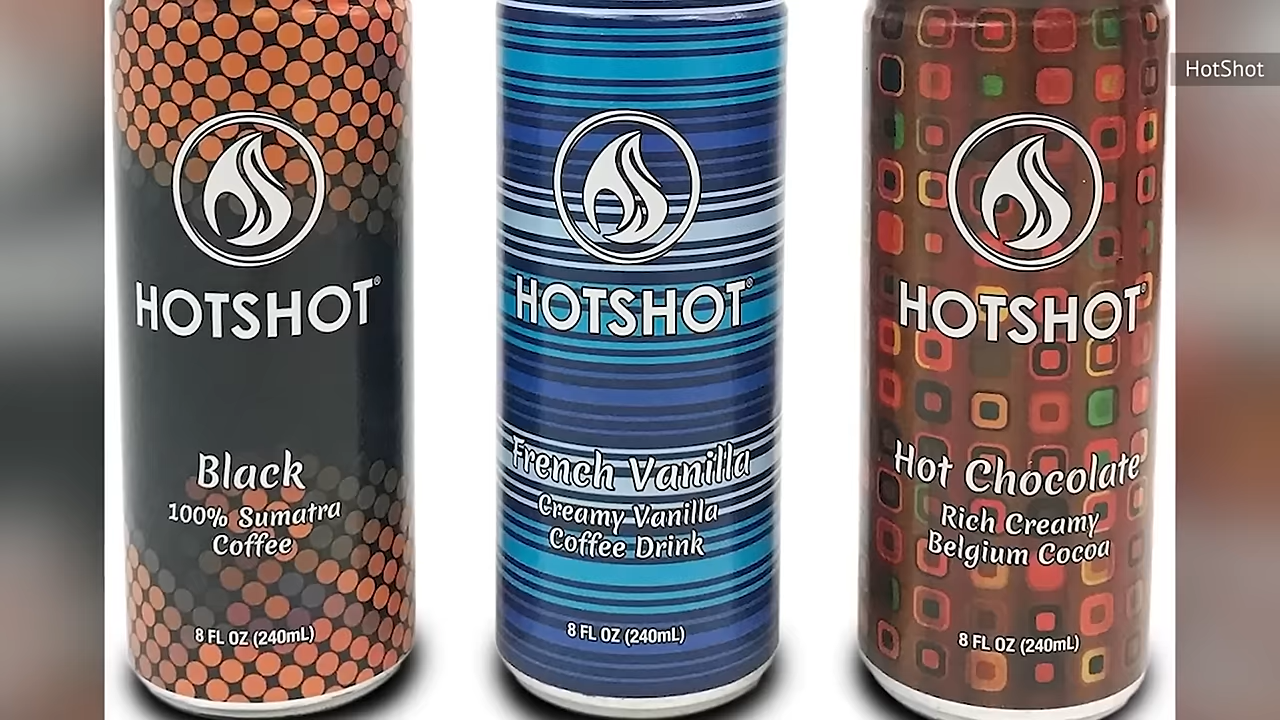 HotShot
HOTSHOT®
Black
100% Sumatra
Coffee
8 FL OZ (240mL)
HOTSHOT®
French Vanilla
Creamy Vanilla
Coffee Drink
8 FL OZ (240mL)
HOTSHOT®
Hot Chocolate
Rich Creamy
Belgium Cocoa
8 FL OZ (240mL)